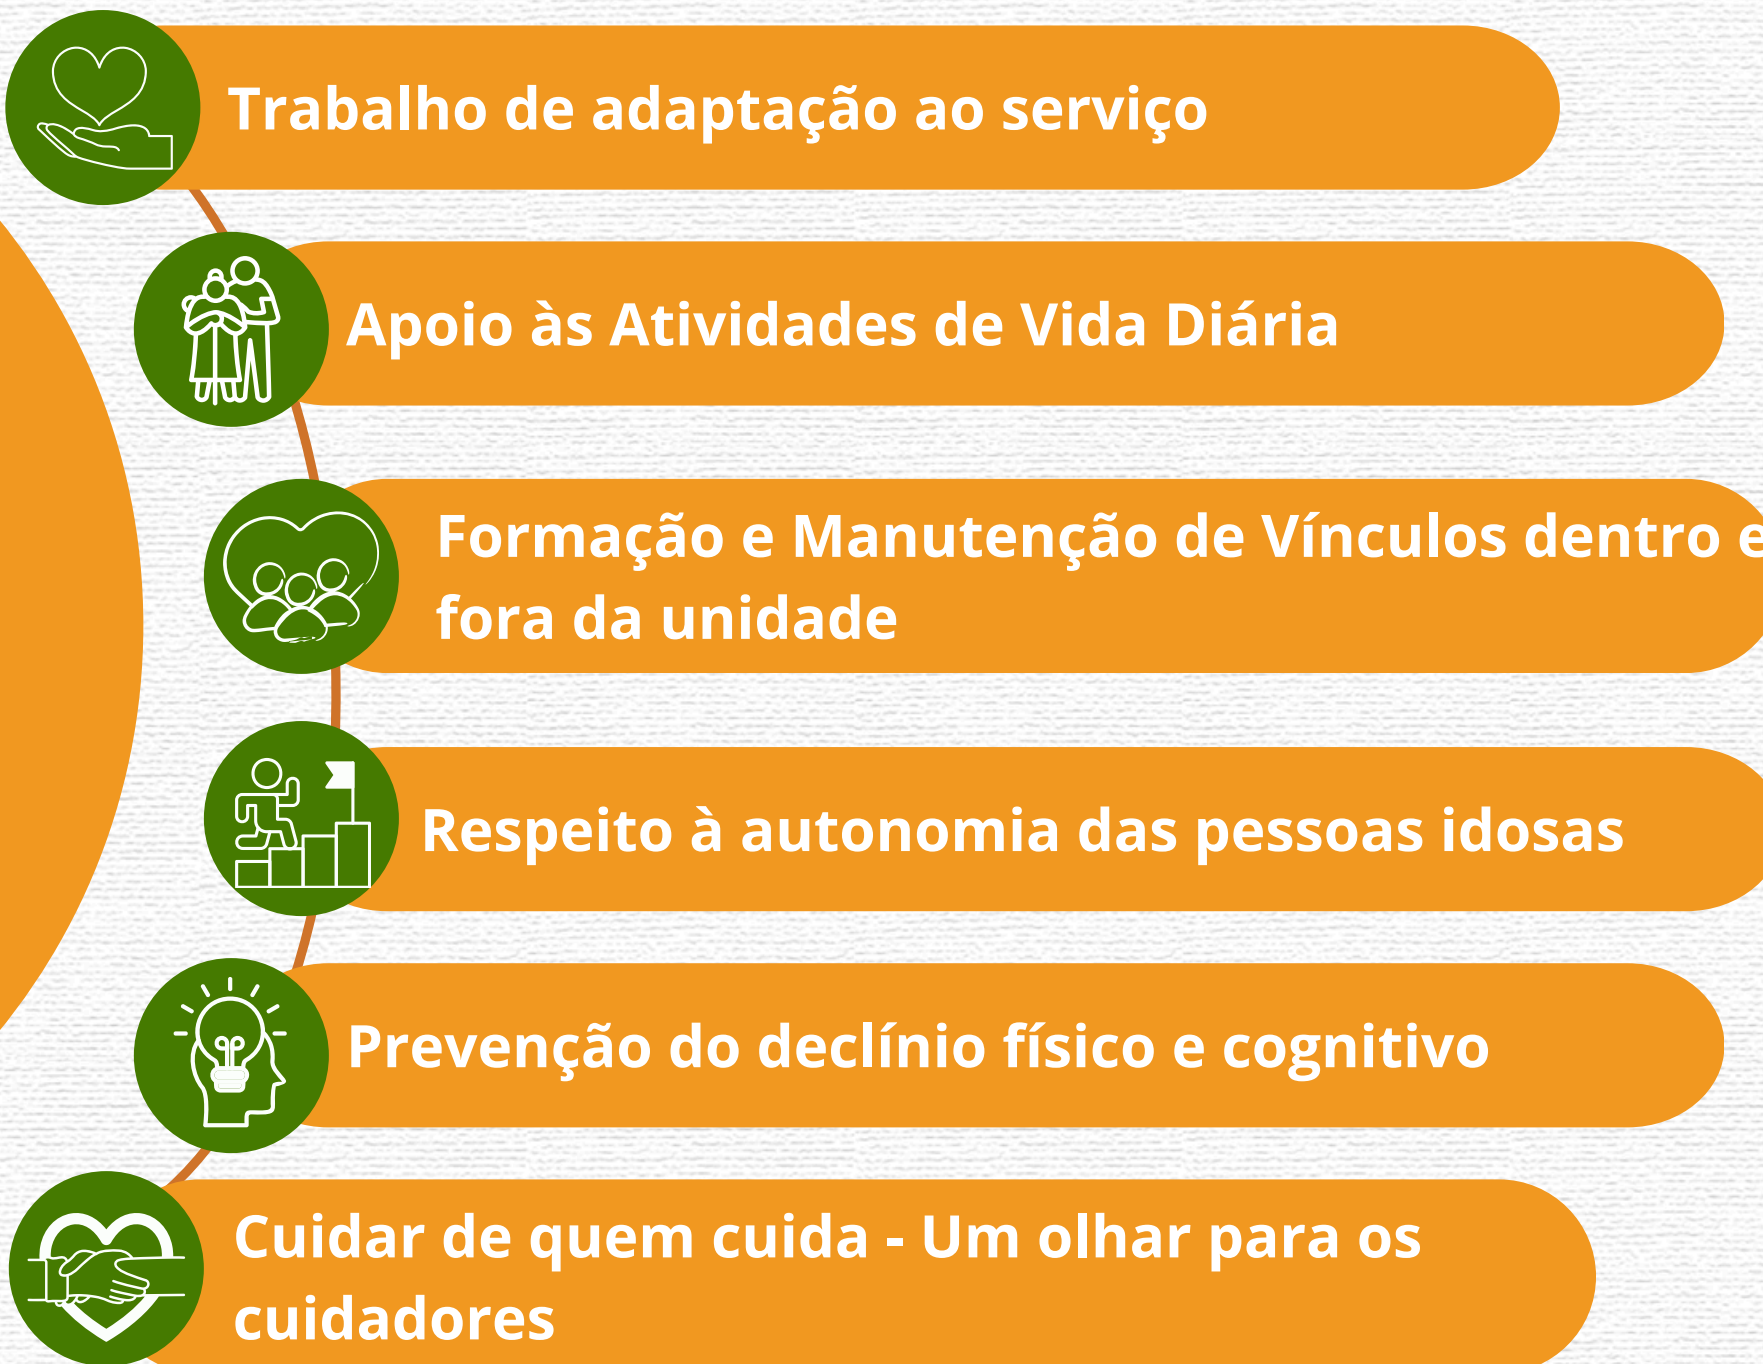 Trabalho de adaptação ao serviço
Apoio às Atividades de Vida Diária
Formação e Manutenção de Vínculos dentro e
fora da unidade
Respeito à autonomia das pessoas idosas
Prevenção do declínio físico e cognitivo
Cuidar de quem cuida - Um olhar para os
cuidadores